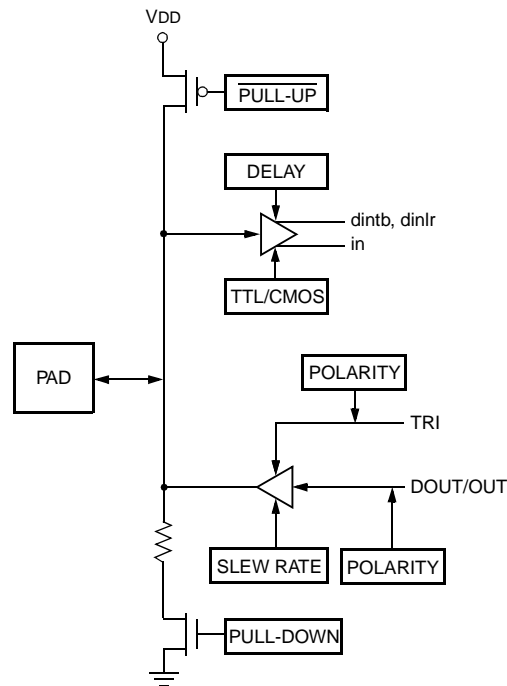 VDD
PULL-UP
DELAY
dintb, dinlr
in
TTL/CMOS
PAD
POLARITY
TRI
DOUT/OUT
SLEW RATE
POLARITY
PULL-DOWN